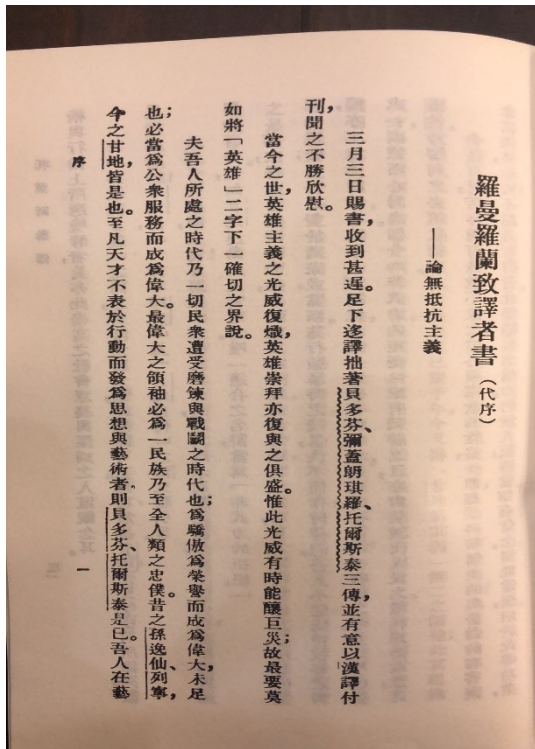 羅曼羅蘭致譯者書(代序)
——論無抵抗主義
三月三日賜書,收到甚遲。足下迻譯拙著貝多芬、彌蓋朗琪羅、托爾斯泰三傳,並有意以漢譯付
刊,聞之不勝欣慰。
當今之世,英雄主義之光威復熾,英雄崇拜亦復與之俱盛。惟此光威有時能釀巨災;故最要莫
如將「英雄」二字下一確切之界說。
夫吾人所處之時代乃一切民衆遭受磨鍊與戰鬭之時代也;爲驕傲爲榮譽而成爲偉大,未足
也;必當爲公衆服務而成爲偉大。最偉大之領袖必爲一民族乃至全人類之忠僕。昔之孫逸仙、列寧,
今之甘地,皆是也。至凡天才不表於行動而發爲思想與藝術者,則貝多芬、托爾斯泰是已。吾人在藝
序
一